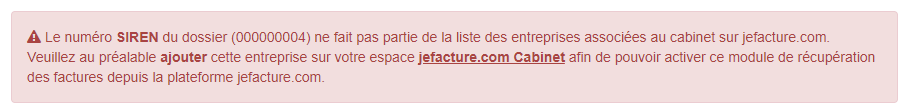 Le numéro SIREN du dossier (000000004) ne fait pas partie de la liste des entreprises associées au cabinet sur jefacture.com.
Veuillez au préalable ajouter cette entreprise sur votre espace jefacture.com Cabinet afin de pouvoir activer ce module de récupération
des factures depuis la plateforme jefacture.com.